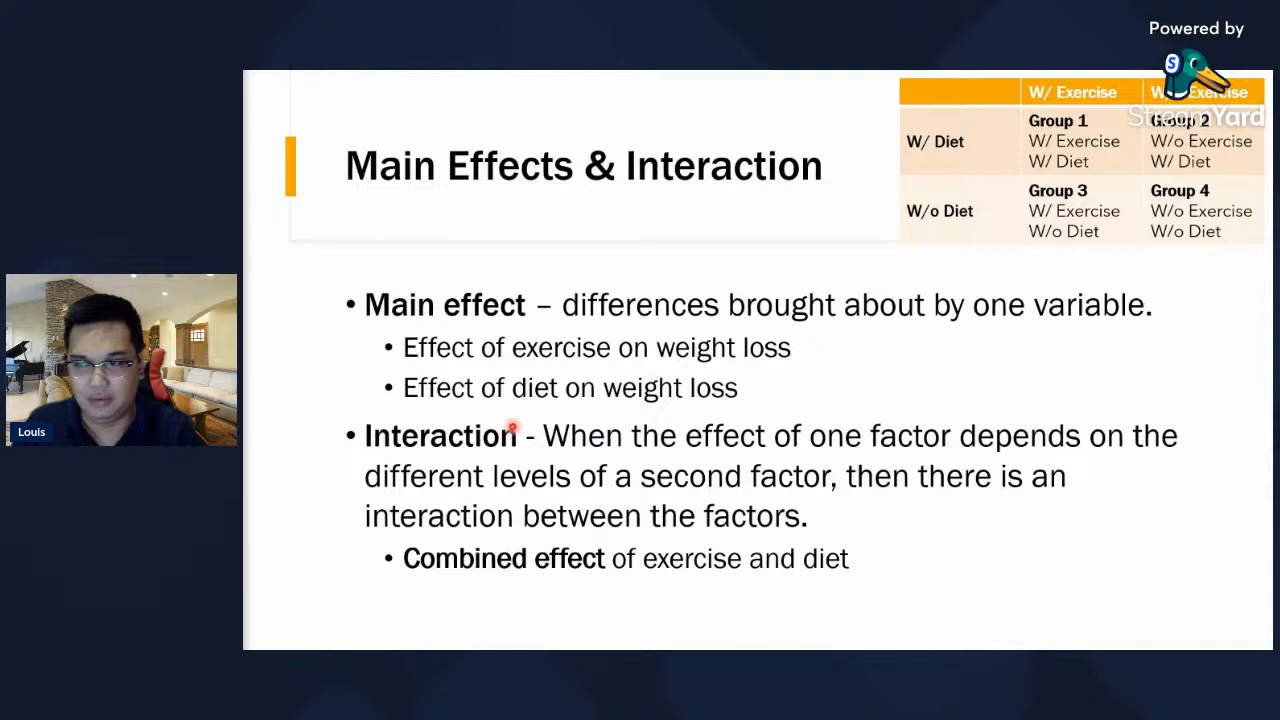 Powered by
StreamYard
W/ Exercise
Exercise
Main Effects & Interaction
W/ Diet
Group 1
W/ Exercise
W/ Diet
Group 2
W/o Exercise
W/ Diet
W/o Diet
Group 3
W/ Exercise
W/o Diet
Group 4
W/o Exercise
W/o Diet
• Main effect – differences brought about by one variable.
• Effect of exercise on weight loss
• Effect of diet on weight loss
• Interaction - When the effect of one factor depends on the
different levels of a second factor, then there is an
interaction between the factors.
• Combined effect of exercise and diet
Louis